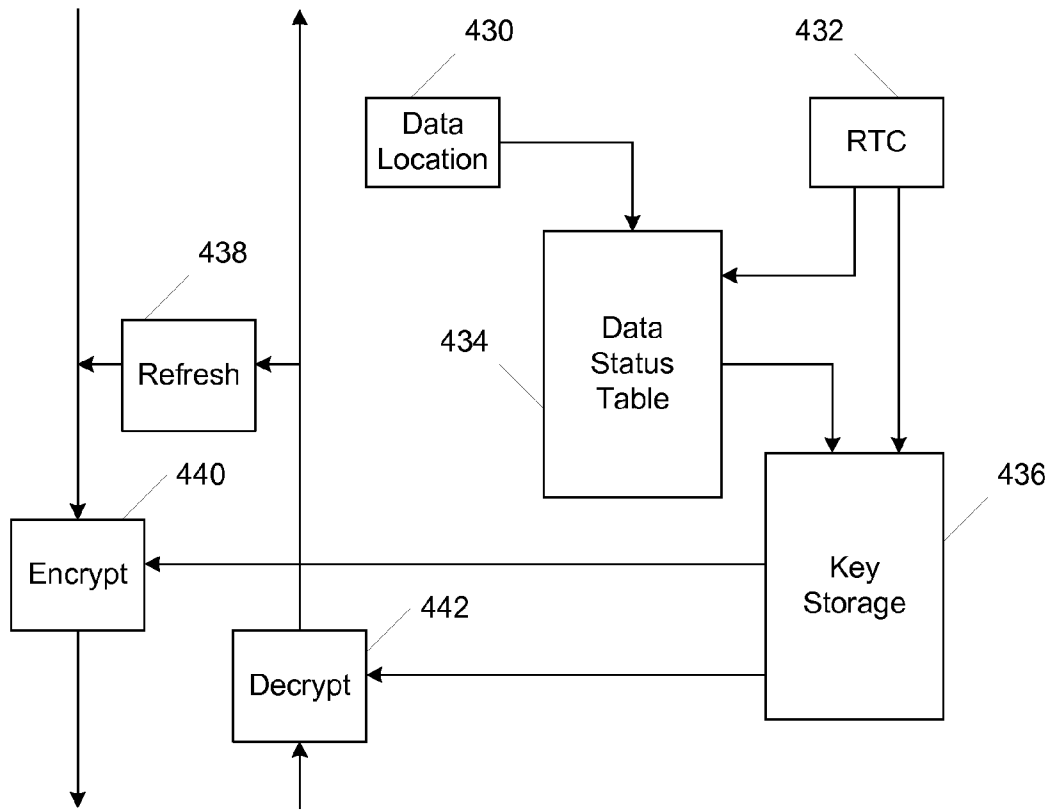 430
432
Data
Location
RTC
438
Refresh
434
Data
Status
Table
440
436
Encrypt
Key
Storage
442
Decrypt